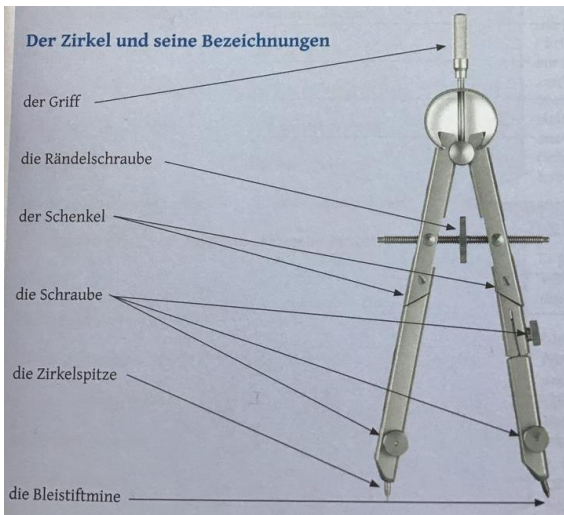 Der Zirkel und seine Bezeichnungen
der Griff
die Rändelschraube
der Schenkel
die Schraube
die Zirkelspitze
die Bleistiftmine